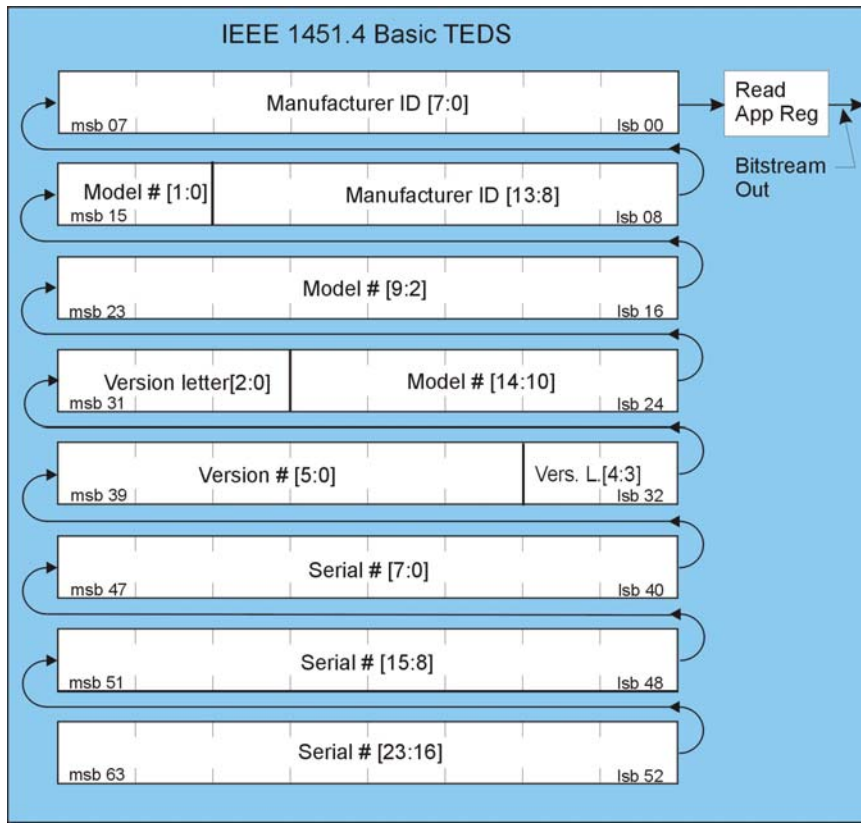 IEEE 1451.4 Basic TEDS
Manufacturer ID [7:0]
msb 07
lsb 00
Read
App Reg
Bitstream
Out
Model # [1:0]
Manufacturer ID [13:8]
msb 15
lsb 08
Model # [9:2]
msb 23
lsb 16
Version letter[2:0]
Model # [14:10]
msb 31
lsb 24
Version # [5:0]
Vers. L.[4:3]
msb 39
lsb 32
Serial # [7:0]
msb 47
lsb 40
Serial # [15:8]
msb 51
lsb 48
Serial # [23:16]
msb 63
lsb 52